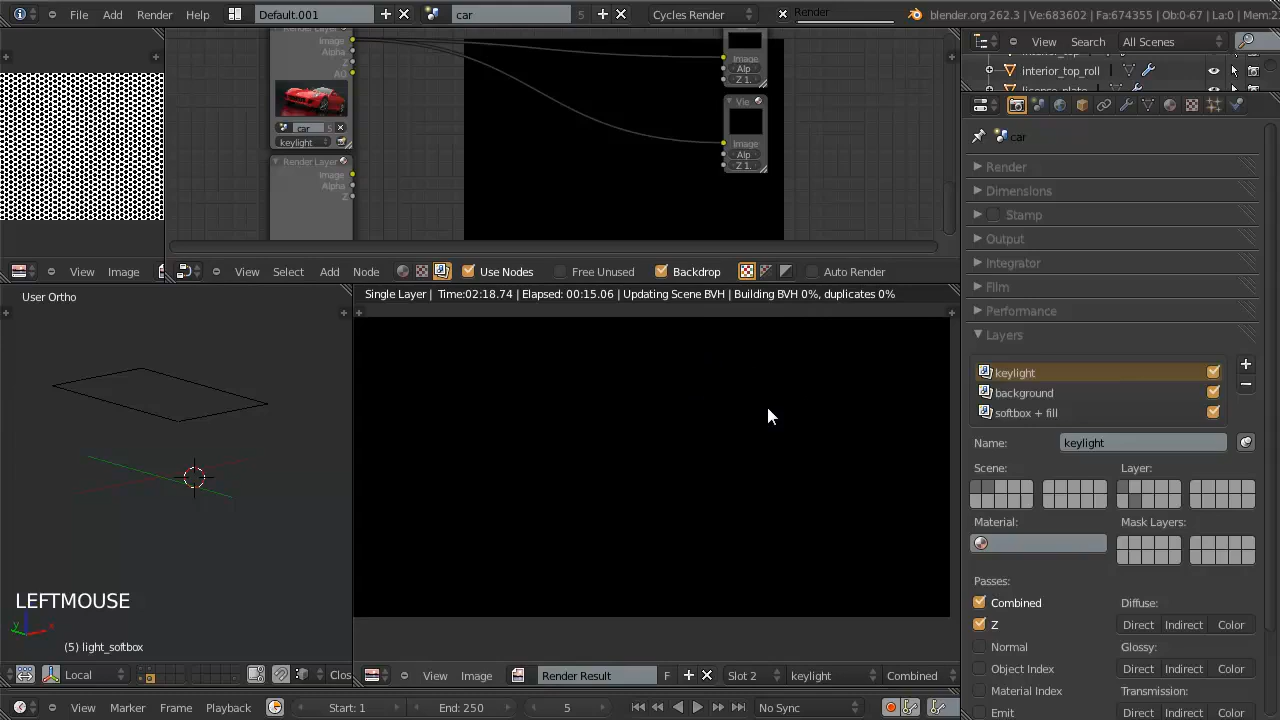 File Add Render Help Default.001 car 5 Cycles Render Render blender.org 262.3 | Ve:683602 | Fa:674355 | Ob:0-67 | La:0 | Mem:2
View Search All Scenes
interior_top_roll
Image
Alpha
Z
AO
car 5
keylight
Render Layer
Image
Alpha
Z
Image
Alp
Z 1.
Vie
Image
Alp
Z 1.
View Image
View Select Add Node Use Nodes Free Unused Backdrop Auto Render
car
Render
Dimensions
Stamp
Output
Integrator
Film
Performance
Layers
keylight
background
softbox + fill
Name: keylight
Scene: Layer:
Material: Mask Layers:
Passes:
Combined Diffuse:
Z Direct Indirect Color
Normal Glossy:
Object Index Direct Indirect Color
Material Index Transmission:
Emit Direct Indirect Color
User Ortho
Single Layer | Time:02:18.74 | Elapsed: 00:15.06 | Updating Scene BVH | Building BVH 0%, duplicates 0%
LEFTMOUSE
y x
(5) light_softbox
Local Clos
View Image Render Result F Slot 2 keylight Combined
View Marker Frame Playback Start: 1 End: 250 5 No Sync